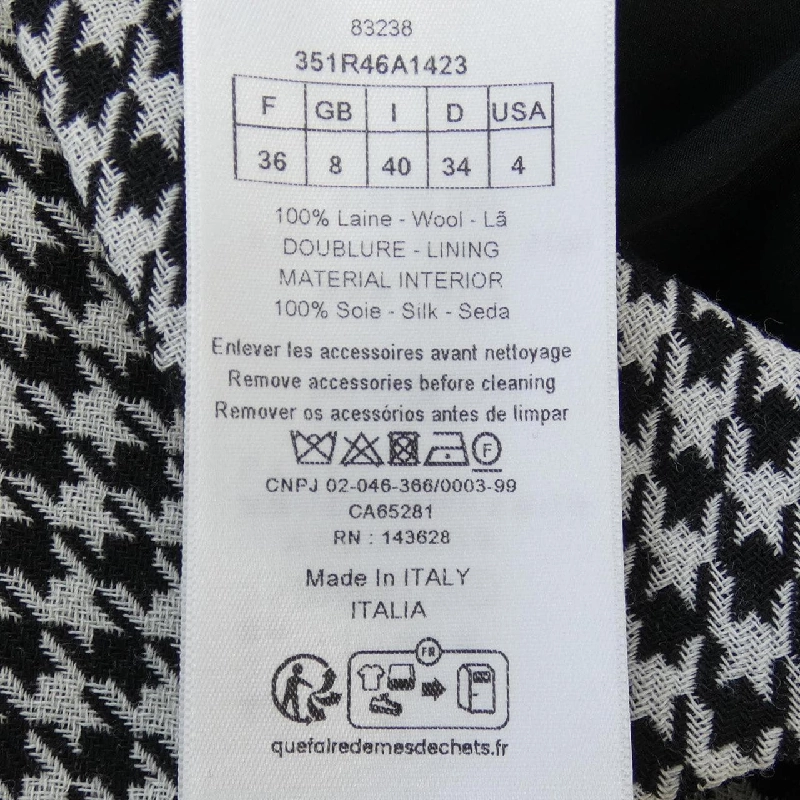 83238
351R46A1423
F GB I D USA
36 8 40 34 4
100% Laine - Wool - Lã
DOUBLURE - LINING
MATERIAL INTERIOR
100% Soie - Silk - Seda
Enlever les accessoires avant nettoyage
Remove accessories before cleaning
Remover os acessórios antes de limpar
F
CNPJ 02-046-366/0003-99
CA65281
RN : 143628
Made In ITALY
ITALIA
FR
quefairedemesdechets.fr